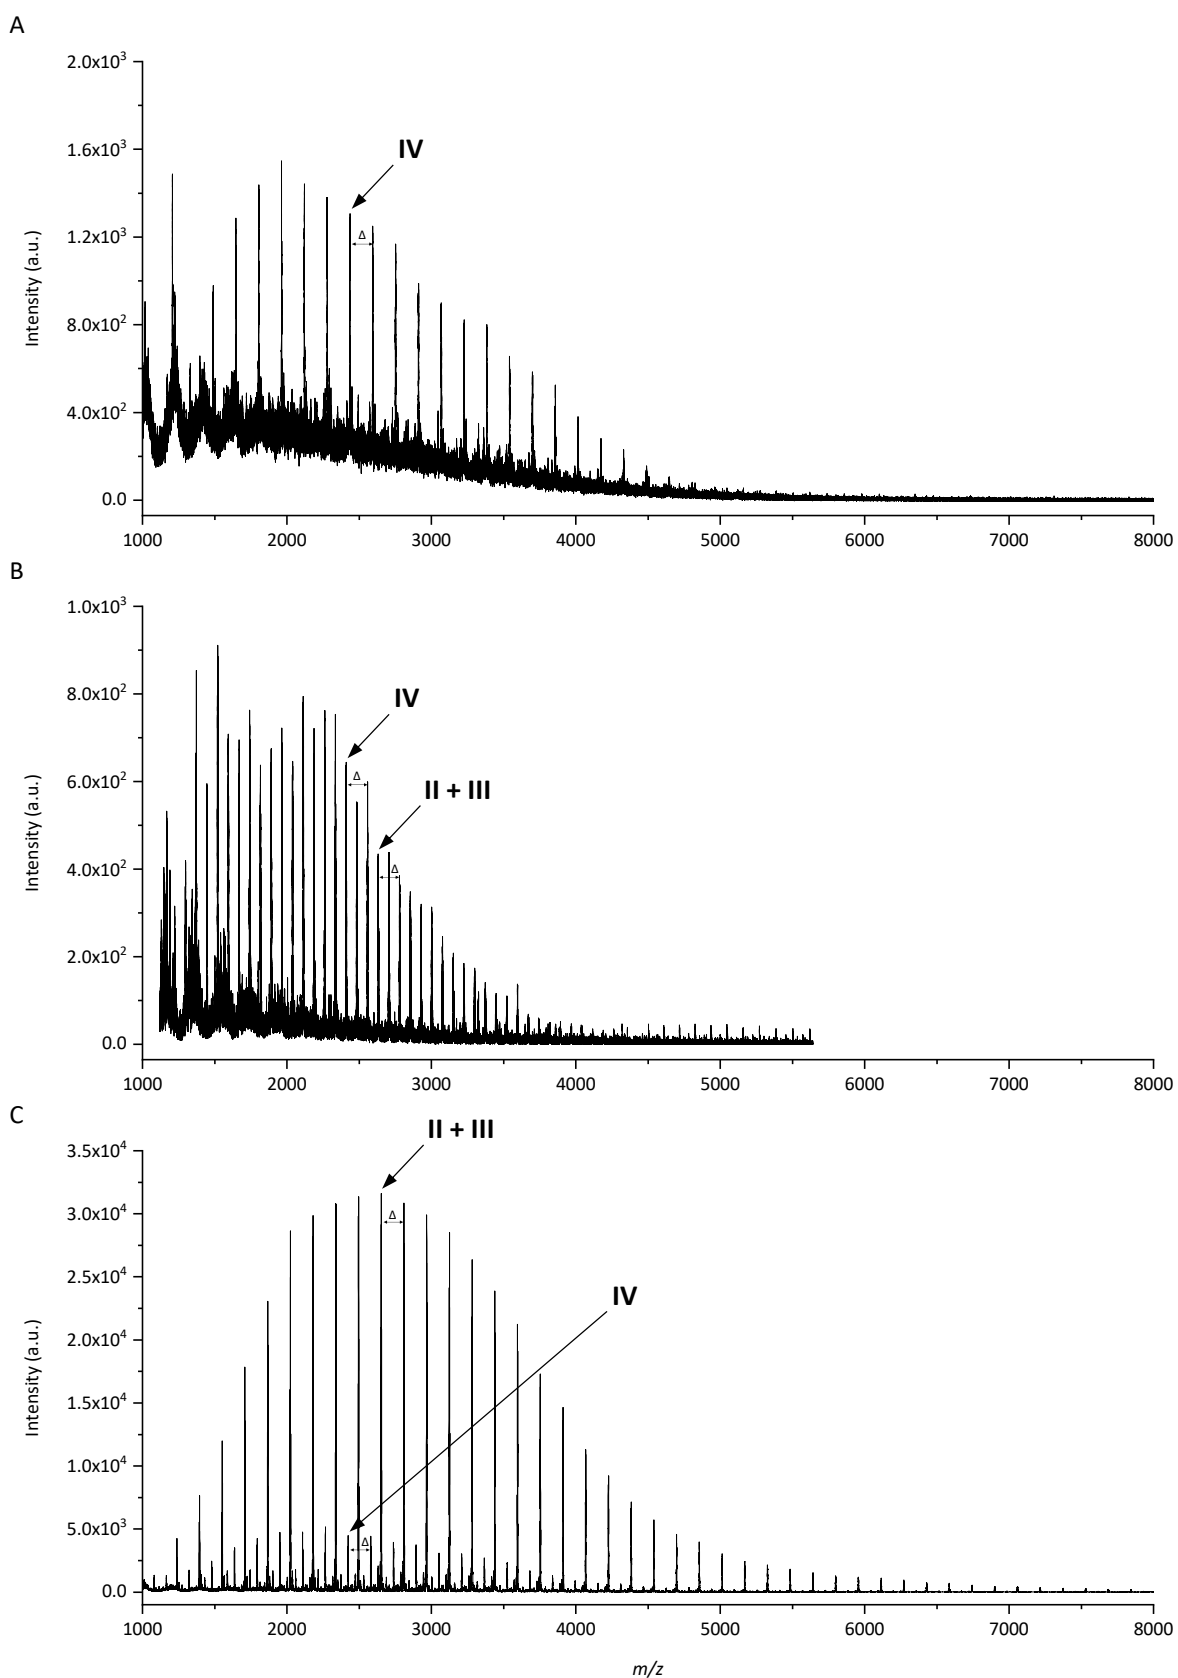 A
2.0x10³
1.6x10³
1.2x10³
8.0x10²
4.0x10²
0.0
Intensity (a.u.)
IV
Δ
1000 2000 3000 4000 5000 6000 7000 8000
B
1.0x10³
8.0x10²
6.0x10²
4.0x10²
2.0x10²
0.0
Intensity (a.u.)
IV
Δ
II + III
Δ
1000 2000 3000 4000 5000 6000 7000 8000
C
3.5x10⁴
3.0x10⁴
2.5x10⁴
2.0x10⁴
1.5x10⁴
1.0x10⁴
5.0x10³
0.0
Intensity (a.u.)
II + III
Δ
IV
Δ
1000 2000 3000 4000 5000 6000 7000 8000
m/z